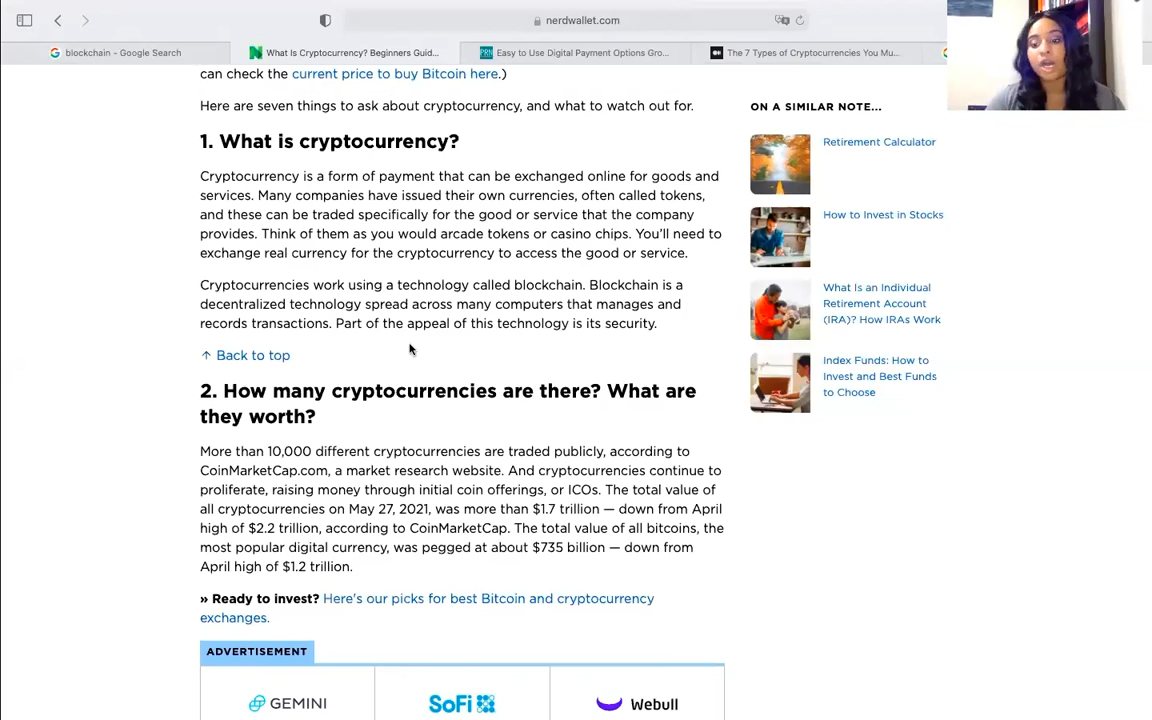 nerdwallet.com
blockchain - Google Search
What Is Cryptocurrency? Beginners Guid...
PRN
Easy to Use Digital Payment Options Gro...
The 7 Types of Cryptocurrencies You Mu...
can check the current price to buy Bitcoin here.)
Here are seven things to ask about cryptocurrency, and what to watch out for.
1. What is cryptocurrency?
Cryptocurrency is a form of payment that can be exchanged online for goods and
services. Many companies have issued their own currencies, often called tokens,
and these can be traded specifically for the good or service that the company
provides. Think of them as you would arcade tokens or casino chips. You'll need to
exchange real currency for the cryptocurrency to access the good or service.
Cryptocurrencies work using a technology called blockchain. Blockchain is a
decentralized technology spread across many computers that manages and
records transactions. Part of the appeal of this technology is its security.
↑ Back to top
2. How many cryptocurrencies are there? What are
they worth?
More than 10,000 different cryptocurrencies are traded publicly, according to
CoinMarketCap.com, a market research website. And cryptocurrencies continue to
proliferate, raising money through initial coin offerings, or ICOs. The total value of
all cryptocurrencies on May 27, 2021, was more than $1.7 trillion — down from April
high of $2.2 trillion, according to CoinMarketCap. The total value of all bitcoins, the
most popular digital currency, was pegged at about $735 billion — down from
April high of $1.2 trillion.
» Ready to invest? Here's our picks for best Bitcoin and cryptocurrency
exchanges.
ADVERTISEMENT
GEMINI
SoFi
Webull
ON A SIMILAR NOTE...
Retirement Calculator
How to Invest in Stocks
What Is an Individual
Retirement Account
(IRA)? How IRAs Work
Index Funds: How to
Invest and Best Funds
to Choose